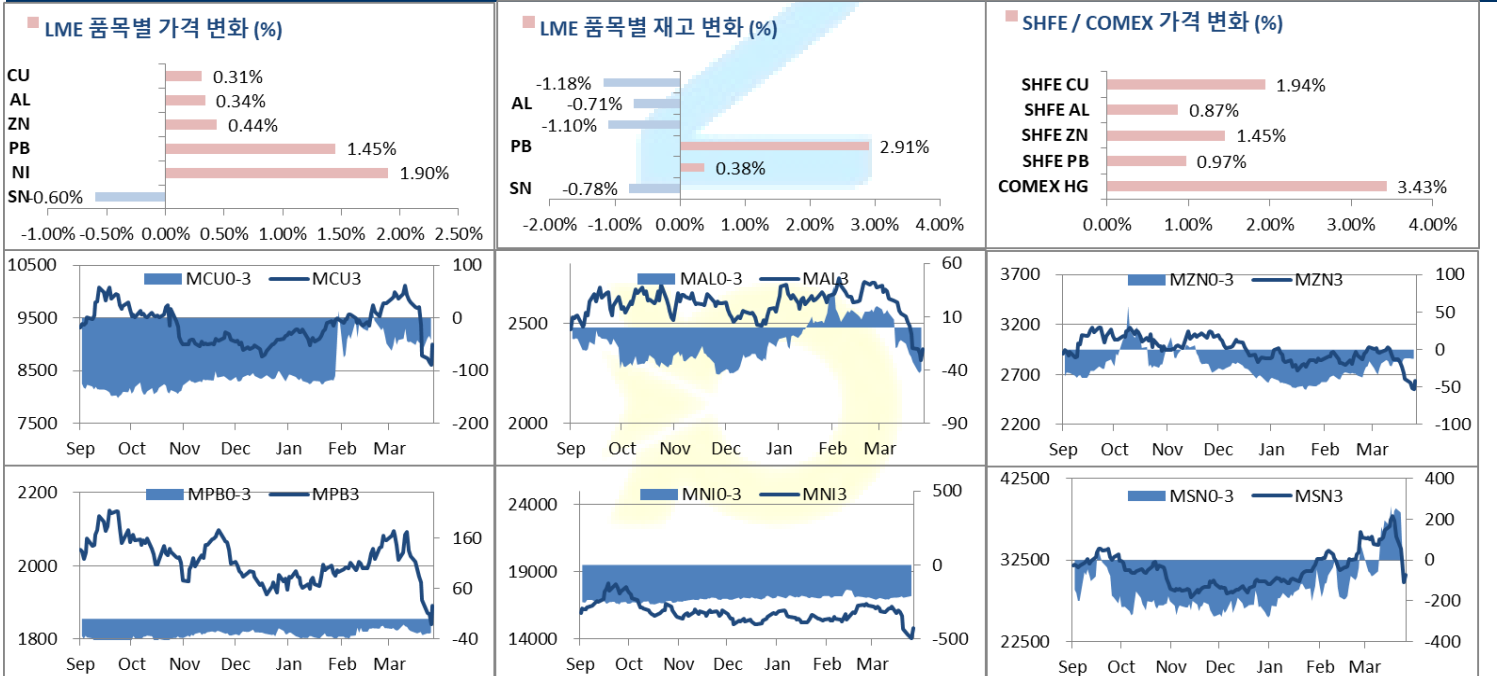 LME 품목별 가격 변화 (%)
CU
0.31%
AL
0.34%
ZN
0.44%
PB
1.45%
NI
1.90%
SN
-0.60%
-1.00% -0.50% 0.00% 0.50% 1.00% 1.50% 2.00% 2.50%
LME 품목별 재고 변화 (%)
-1.18%
AL
-0.71%
-1.10%
PB
2.91%
0.38%
SN
-0.78%
-2.00% -1.00% 0.00% 1.00% 2.00% 3.00% 4.00%
SHFE / COMEX 가격 변화 (%)
SHFE CU
1.94%
SHFE AL
0.87%
SHFE ZN
1.45%
SHFE PB
0.97%
COMEX HG
3.43%
0.00% 1.00% 2.00% 3.00% 4.00%
MCU0-3 MCU3
10500
9500
8500
7500
100
0
-100
-200
Sep Oct Nov Dec Jan Feb Mar
MAL0-3 MAL3
2500
2000
60
10
-40
-90
Sep Oct Nov Dec Jan Feb Mar
MZN0-3 MZN3
3700
3200
2700
2200
100
50
0
-50
-100
Sep Oct Nov Dec Jan Feb Mar
MPB0-3 MPB3
2200
2000
1800
160
60
-40
Sep Oct Nov Dec Jan Feb Mar
MNI0-3 MNI3
24000
19000
14000
500
0
-500
Sep Oct Nov Dec Jan Feb Mar
MSN0-3 MSN3
42500
32500
22500
400
200
0
-200
-400
Sep Oct Nov Dec Jan Feb Mar